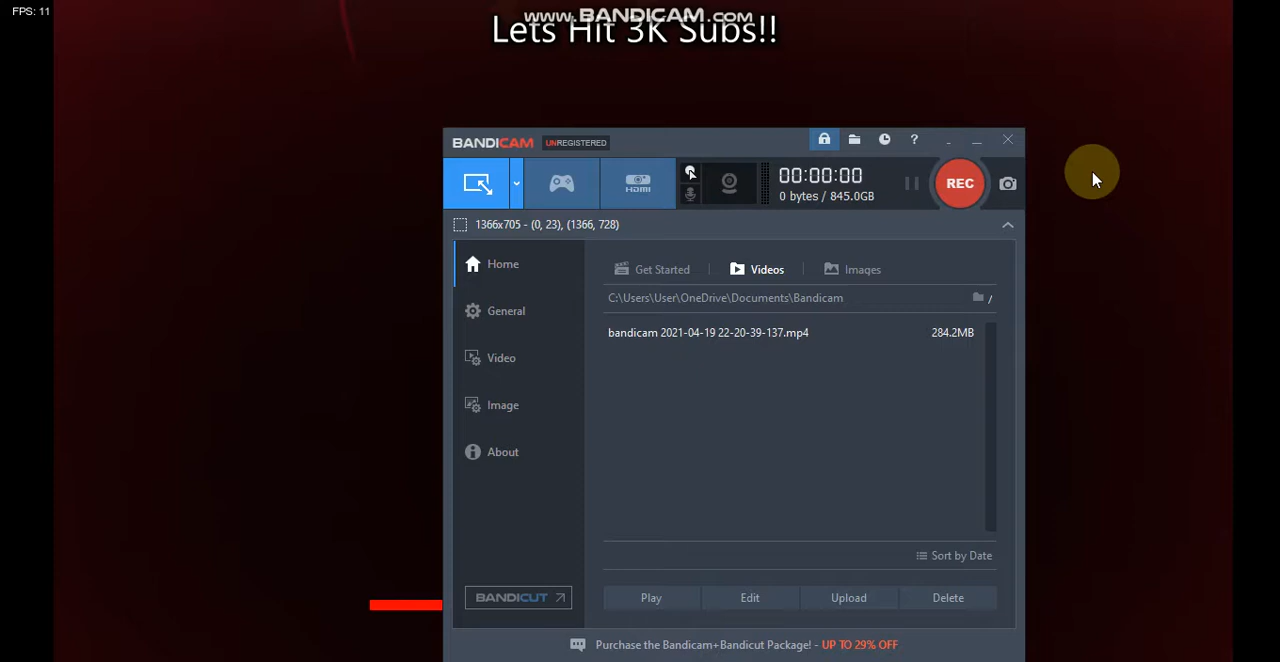 FPS: 11
www.BANDICAM.com
Lets Hit 3K Subs!!
BANDICAM UNREGISTERED
?
HDMI
00:00:00
0 bytes / 845.0GB
REC
1366x705 - (0, 23), (1366, 728)
Home
General
Video
Image
About
Get Started
Videos
Images
C:\Users\User\OneDrive\Documents\Bandicam
/
bandicam 2021-04-19 22-20-39-137.mp4 284.2MB
Sort by Date
BANDICUT
Play
Edit
Upload
Delete
Purchase the Bandicam+Bandicut Package! - UP TO 29% OFF